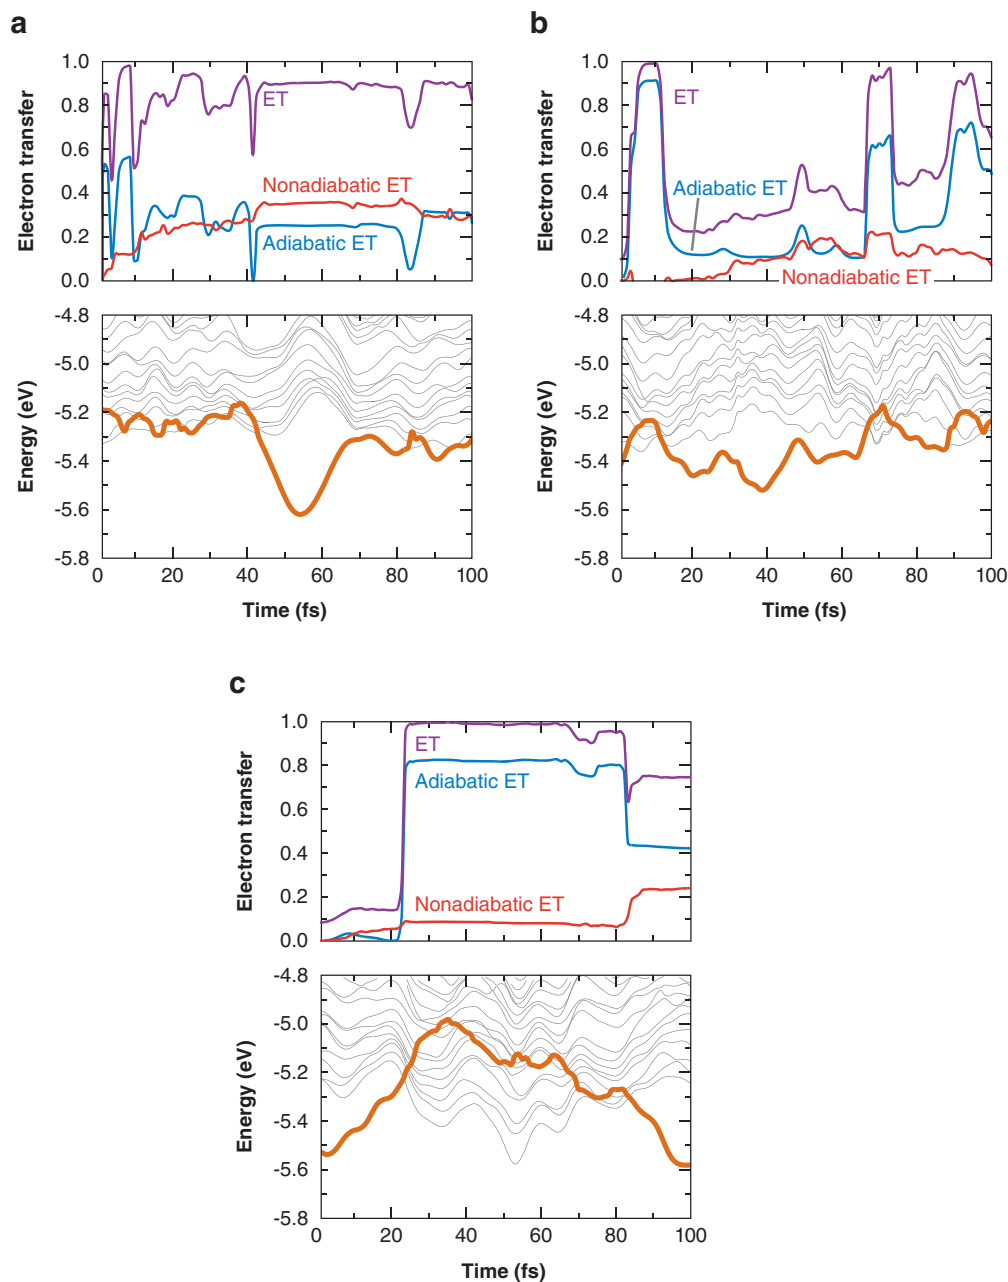 a
1.0
0.8
0.6
0.4
0.2
0.0
Electron transfer
ET
Nonadiabatic ET
Adiabatic ET
-4.8
-5.0
-5.2
-5.4
-5.6
-5.8
Energy (eV)
0 20 40 60 80 100
Time (fs)
b
1.0
0.8
0.6
0.4
0.2
0.0
Electron transfer
ET
Adiabatic ET
Nonadiabatic ET
-4.8
-5.0
-5.2
-5.4
-5.6
-5.8
Energy (eV)
0 20 40 60 80 100
Time (fs)
c
1.0
0.8
0.6
0.4
0.2
0.0
Electron transfer
ET
Adiabatic ET
Nonadiabatic ET
-4.8
-5.0
-5.2
-5.4
-5.6
-5.8
Energy (eV)
0 20 40 60 80 100
Time (fs)